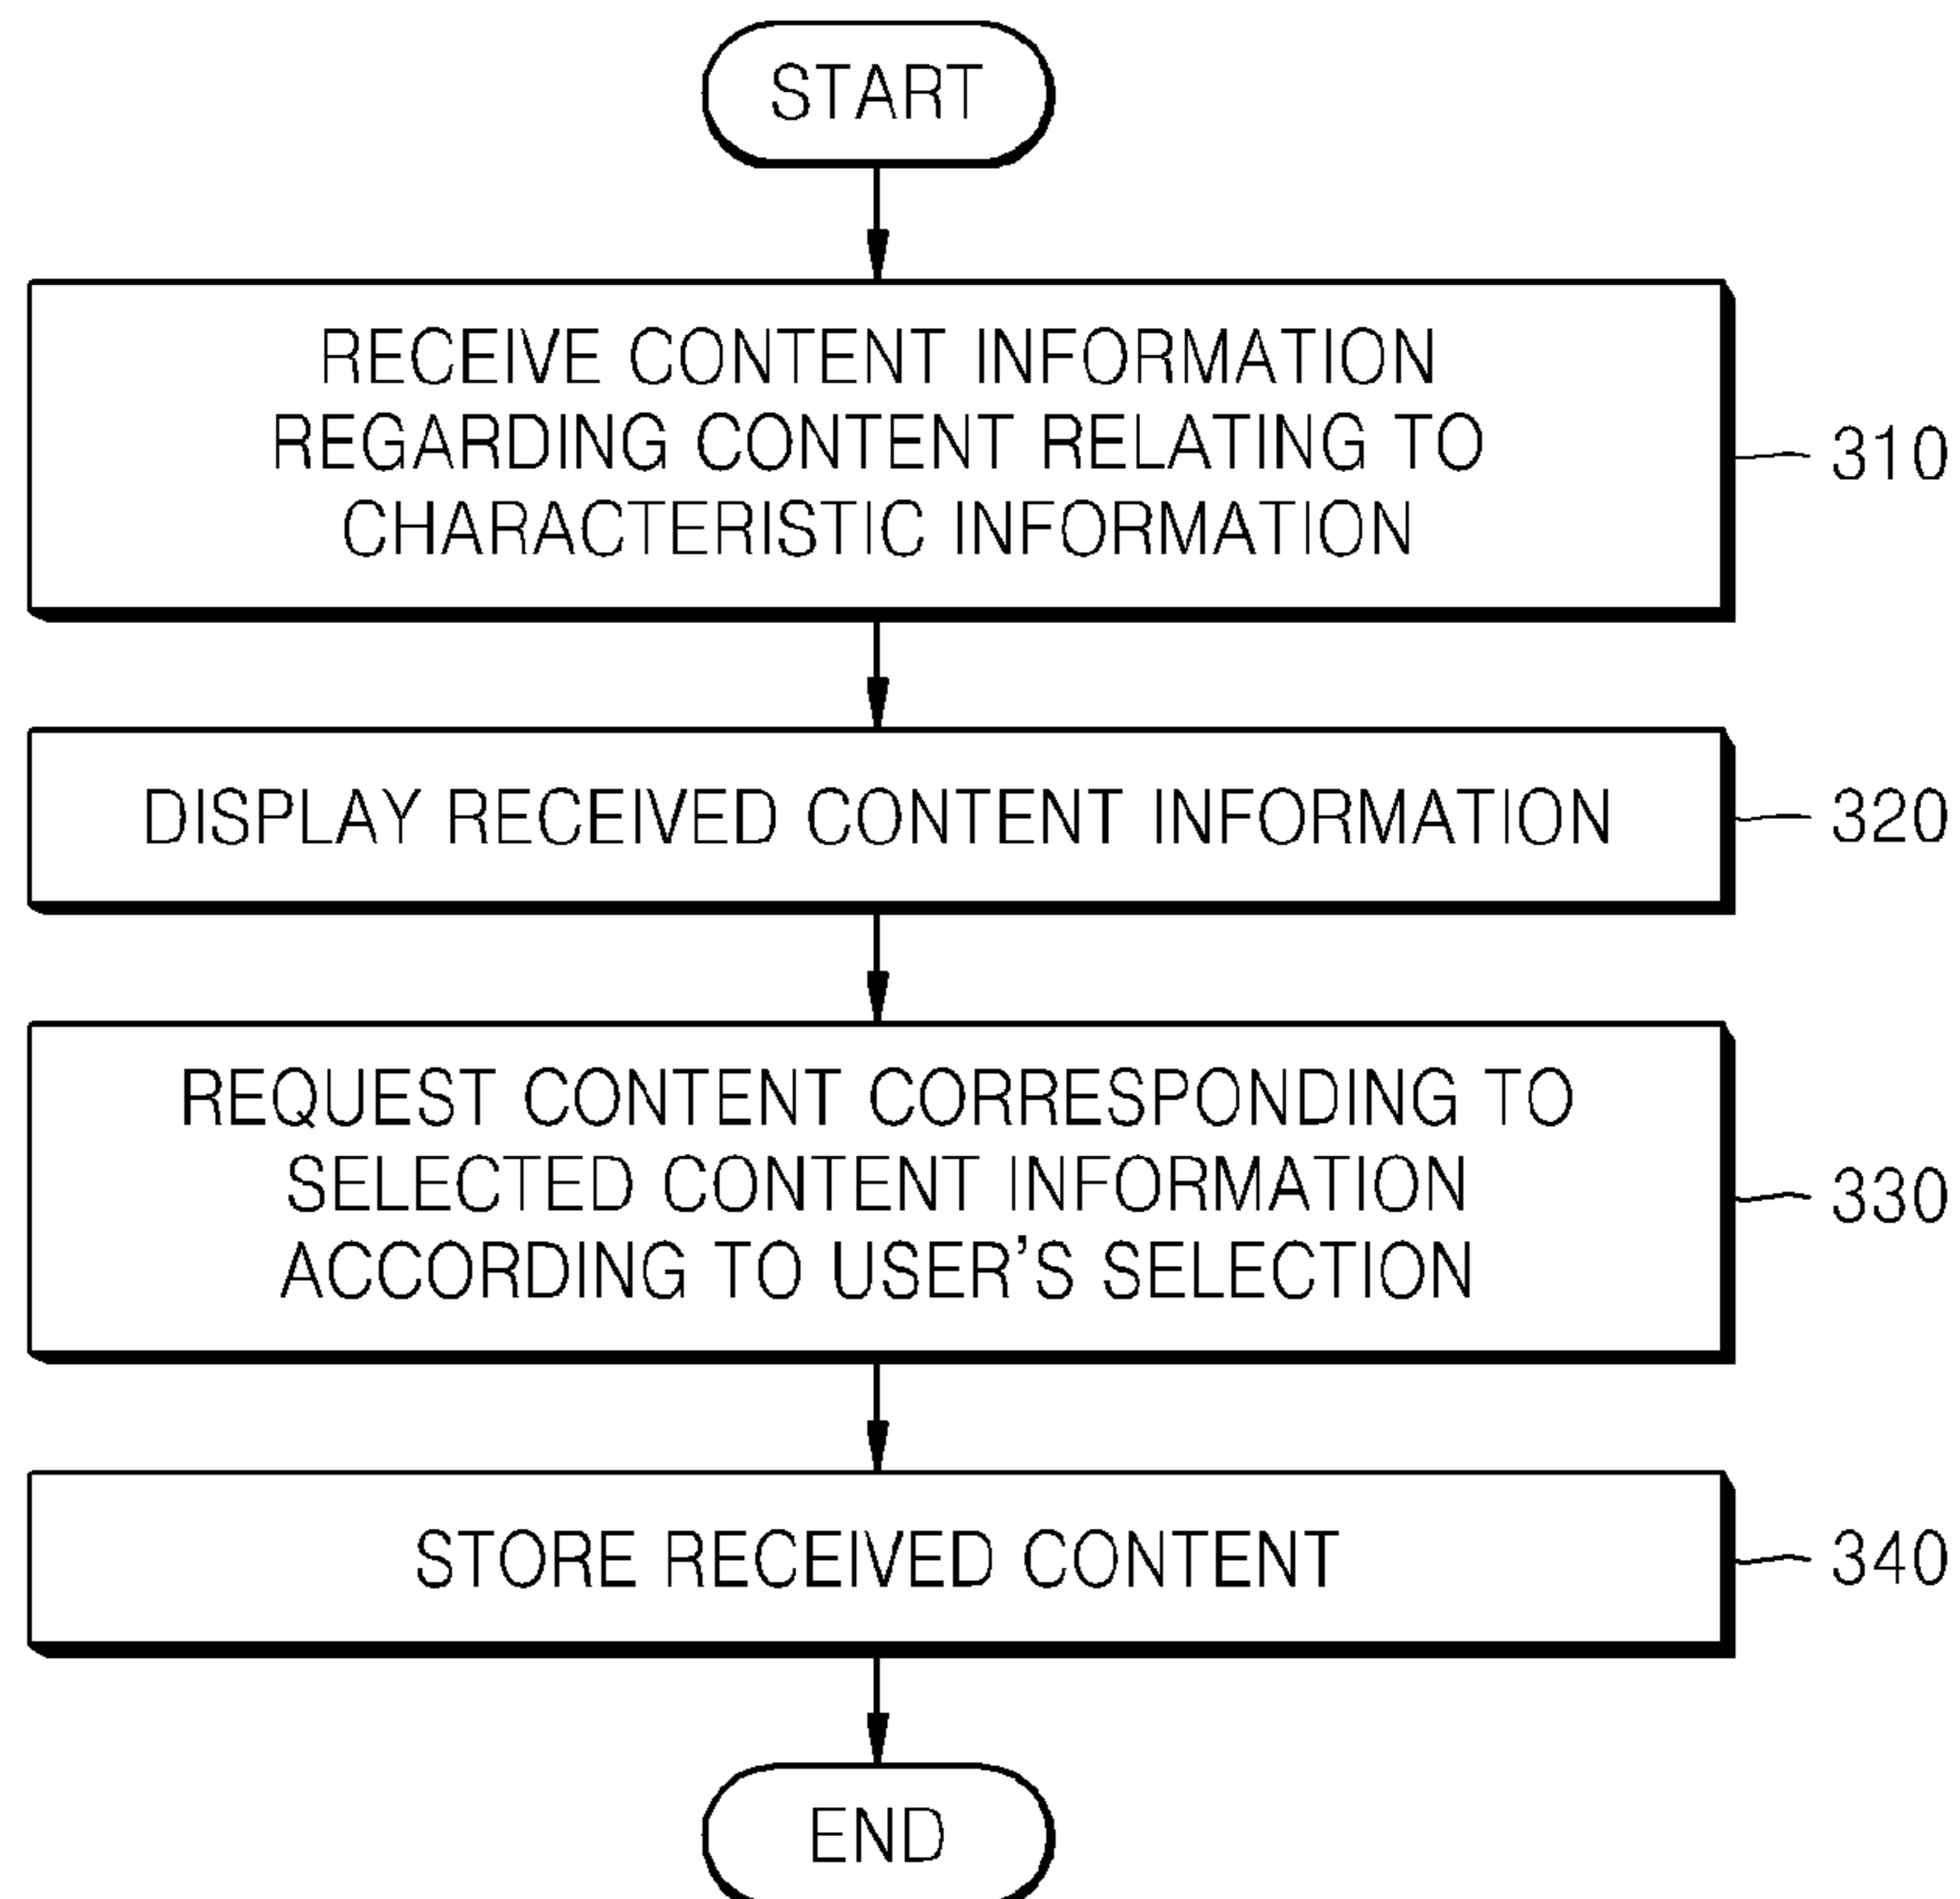 START
RECEIVE CONTENT INFORMATION
REGARDING CONTENT RELATING TO
CHARACTERISTIC INFORMATION
310
DISPLAY RECEIVED CONTENT INFORMATION
320
REQUEST CONTENT CORRESPONDING TO
SELECTED CONTENT INFORMATION
ACCORDING TO USER'S SELECTION
330
STORE RECEIVED CONTENT
340
END